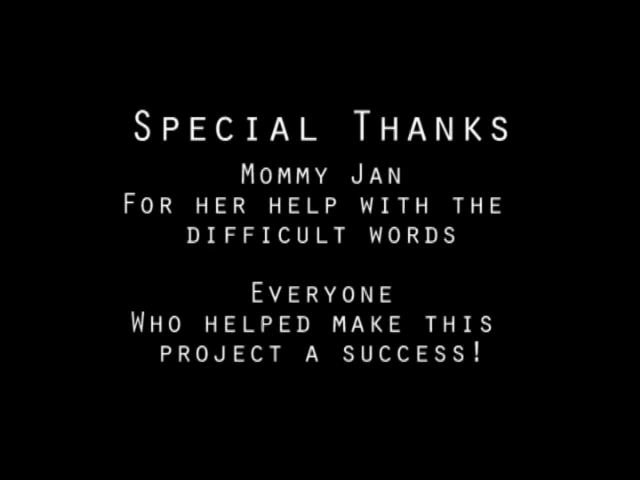 Special Thanks
Mommy Jan
For her help with the
difficult words
Everyone
Who helped make this
project a success!